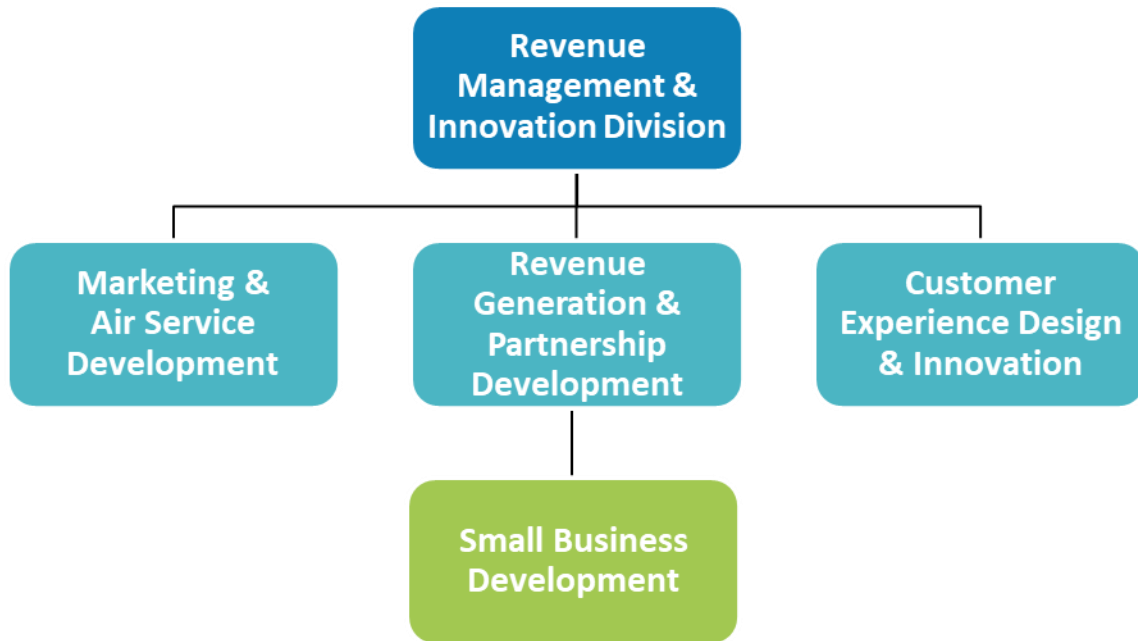 Revenue
Management &
Innovation Division
Marketing &
Air Service
Development
Revenue
Generation &
Partnership
Development
Customer
Experience Design
& Innovation
Small Business
Development